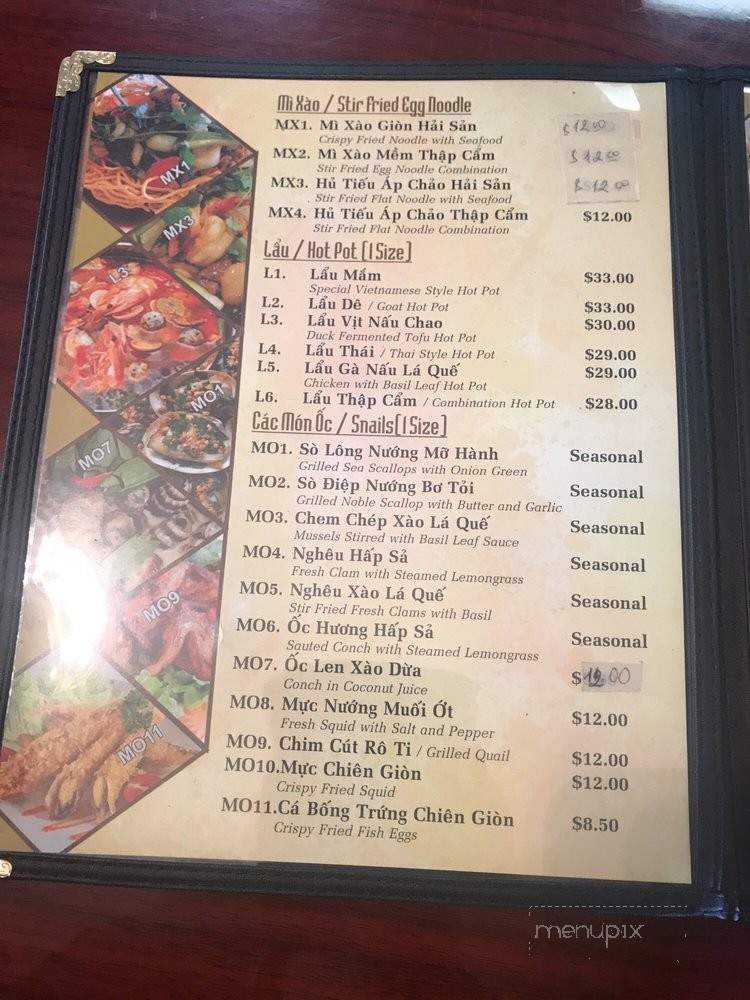 Mì Xào / Stir Fried Egg Noodle
MX1. Mì Xào Giòn Hải Sản $12.00
Crispy Fried Noodle with Seafood
MX2. Mì Xào Mềm Thập Cẩm $12.00
Stir Fried Egg Noodle Combination
MX3. Hủ Tiếu Áp Chảo Hải Sản $12.00
Stir Fried Flat Noodle with Seafood
MX4. Hủ Tiếu Áp Chảo Thập Cẩm $12.00
Stir Fried Flat Noodle Combination
Lẩu / Hot Pot (1 Size)
L1. Lẩu Mắm $33.00
Special Vietnamese Style Hot Pot
L2. Lẩu Dê / Goat Hot Pot $33.00
L3. Lẩu Vịt Nấu Chao $30.00
Duck Fermented Tofu Hot Pot
L4. Lẩu Thái / Thai Style Hot Pot $29.00
L5. Lẩu Gà Nấu Lá Quế $29.00
Chicken with Basil Leaf Hot Pot
L6. Lẩu Thập Cẩm / Combination Hot Pot $28.00
Các Món Ốc / Snails (1 Size)
MO1. Sò Lông Nướng Mỡ Hành Seasonal
Grilled Sea Scallops with Onion Green
MO2. Sò Điệp Nướng Bơ Tỏi Seasonal
Grilled Noble Scallop with Butter and Garlic
MO3. Chem Chép Xào Lá Quế Seasonal
Mussels Stirred with Basil Leaf Sauce
MO4. Nghêu Hấp Sả Seasonal
Fresh Clam with Steamed Lemongrass
MO5. Nghêu Xào Lá Quế Seasonal
Stir Fried Fresh Clams with Basil
MO6. Ốc Hương Hấp Sả Seasonal
Sauted Conch with Steamed Lemongrass
MO7. Ốc Len Xào Dừa $12.00
Conch in Coconut Juice
MO8. Mực Nướng Muối Ớt $12.00
Fresh Squid with Salt and Pepper
MO9. Chim Cút Rô Ti / Grilled Quail $12.00
MO10. Mực Chiên Giòn $12.00
Crispy Fried Squid
MO11. Cá Bống Trứng Chiên Giòn $8.50
Crispy Fried Fish Eggs
MX1
MX3
L3
MO1
MO7
MO9
MO11
menupix